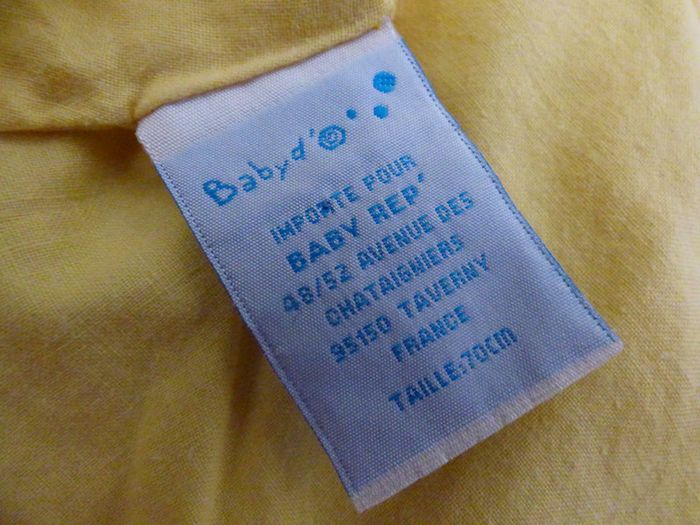 Baby d'o
IMPORTE POUR
BABY REP'
48/52 AVENUE DES
CHATAIGNIERS
95150 TAVERNY
FRANCE
TAILLE:70CM